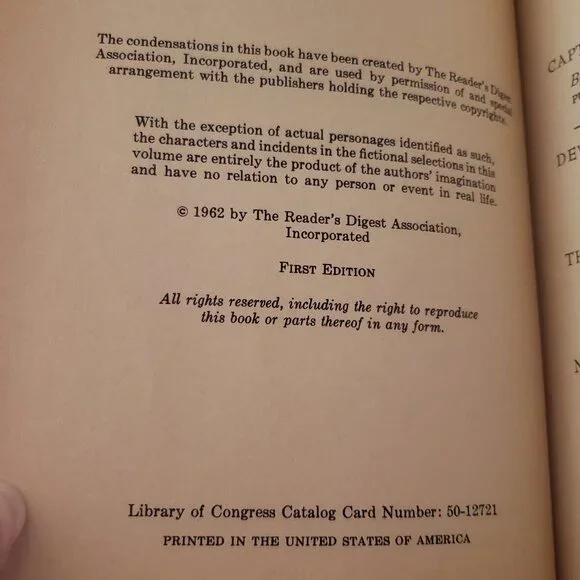 The condensations in this book have been created by The Reader's Digest
Association, Incorporated, and are used by permission of and special
arrangement with the publishers holding the respective copyrights.
With the exception of actual personages identified as such,
the characters and incidents in the fictional selections in this
volume are entirely the product of the authors' imagination
and have no relation to any person or event in real life.
© 1962 by The Reader's Digest Association,
Incorporated
FIRST EDITION
All rights reserved, including the right to reproduce
this book or parts thereof in any form.
Library of Congress Catalog Card Number: 50-12721
PRINTED IN THE UNITED STATES OF AMERICA